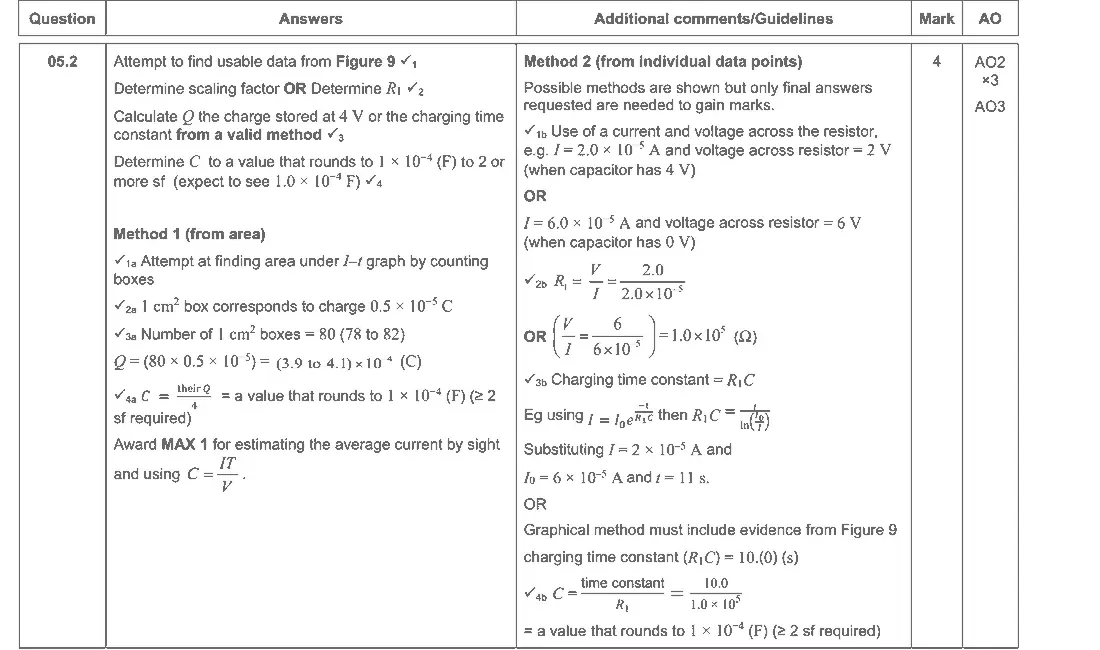 Question Answers Additional comments/Guidelines Mark AO
05.2
Attempt to find usable data from Figure 9 ✓1
Determine scaling factor OR Determine R1 ✓2
Calculate Q the charge stored at 4 V or the charging time
constant from a valid method ✓3
Determine C to a value that rounds to 1 × 10⁻⁴ (F) to 2 or
more sf (expect to see 1.0 × 10⁻⁴ F) ✓4
Method 1 (from area)
✓1a Attempt at finding area under I–t graph by counting
boxes
✓2a 1 cm² box corresponds to charge 0.5 × 10⁻⁵ C
✓3a Number of 1 cm² boxes = 80 (78 to 82)
Q = (80 × 0.5 × 10⁻⁵) = (3.9 to 4.1) × 10⁻⁴ (C)
✓4a C = their Q / 4 = a value that rounds to 1 × 10⁻⁴ (F) (≥ 2
sf required)
Award MAX 1 for estimating the average current by sight
and using C = IT / V .
Method 2 (from individual data points)
Possible methods are shown but only final answers
requested are needed to gain marks.
✓1b Use of a current and voltage across the resistor,
e.g. I = 2.0 × 10⁻⁵ A and voltage across resistor = 2 V
(when capacitor has 4 V)
OR
I = 6.0 × 10⁻⁵ A and voltage across resistor = 6 V
(when capacitor has 0 V)
✓2b R1 = V / I = 2.0 / 2.0×10⁻⁵
OR (V / I = 6 / 6×10⁻⁵) = 1.0×10⁵ (Ω)
✓3b Charging time constant = R1C
Eg using I = I0e^(−t/R1C) then R1C = t / ln(I0/I)
Substituting I = 2 × 10⁻⁵ A and
I0 = 6 × 10⁻⁵ A and t = 11 s.
OR
Graphical method must include evidence from Figure 9
charging time constant (R1C) = 10.(0) (s)
✓4b C = time constant / R1 = 10.0 / 1.0 × 10⁵
= a value that rounds to 1 × 10⁻⁴ (F) (≥ 2 sf required)
4
AO2
×3
AO3